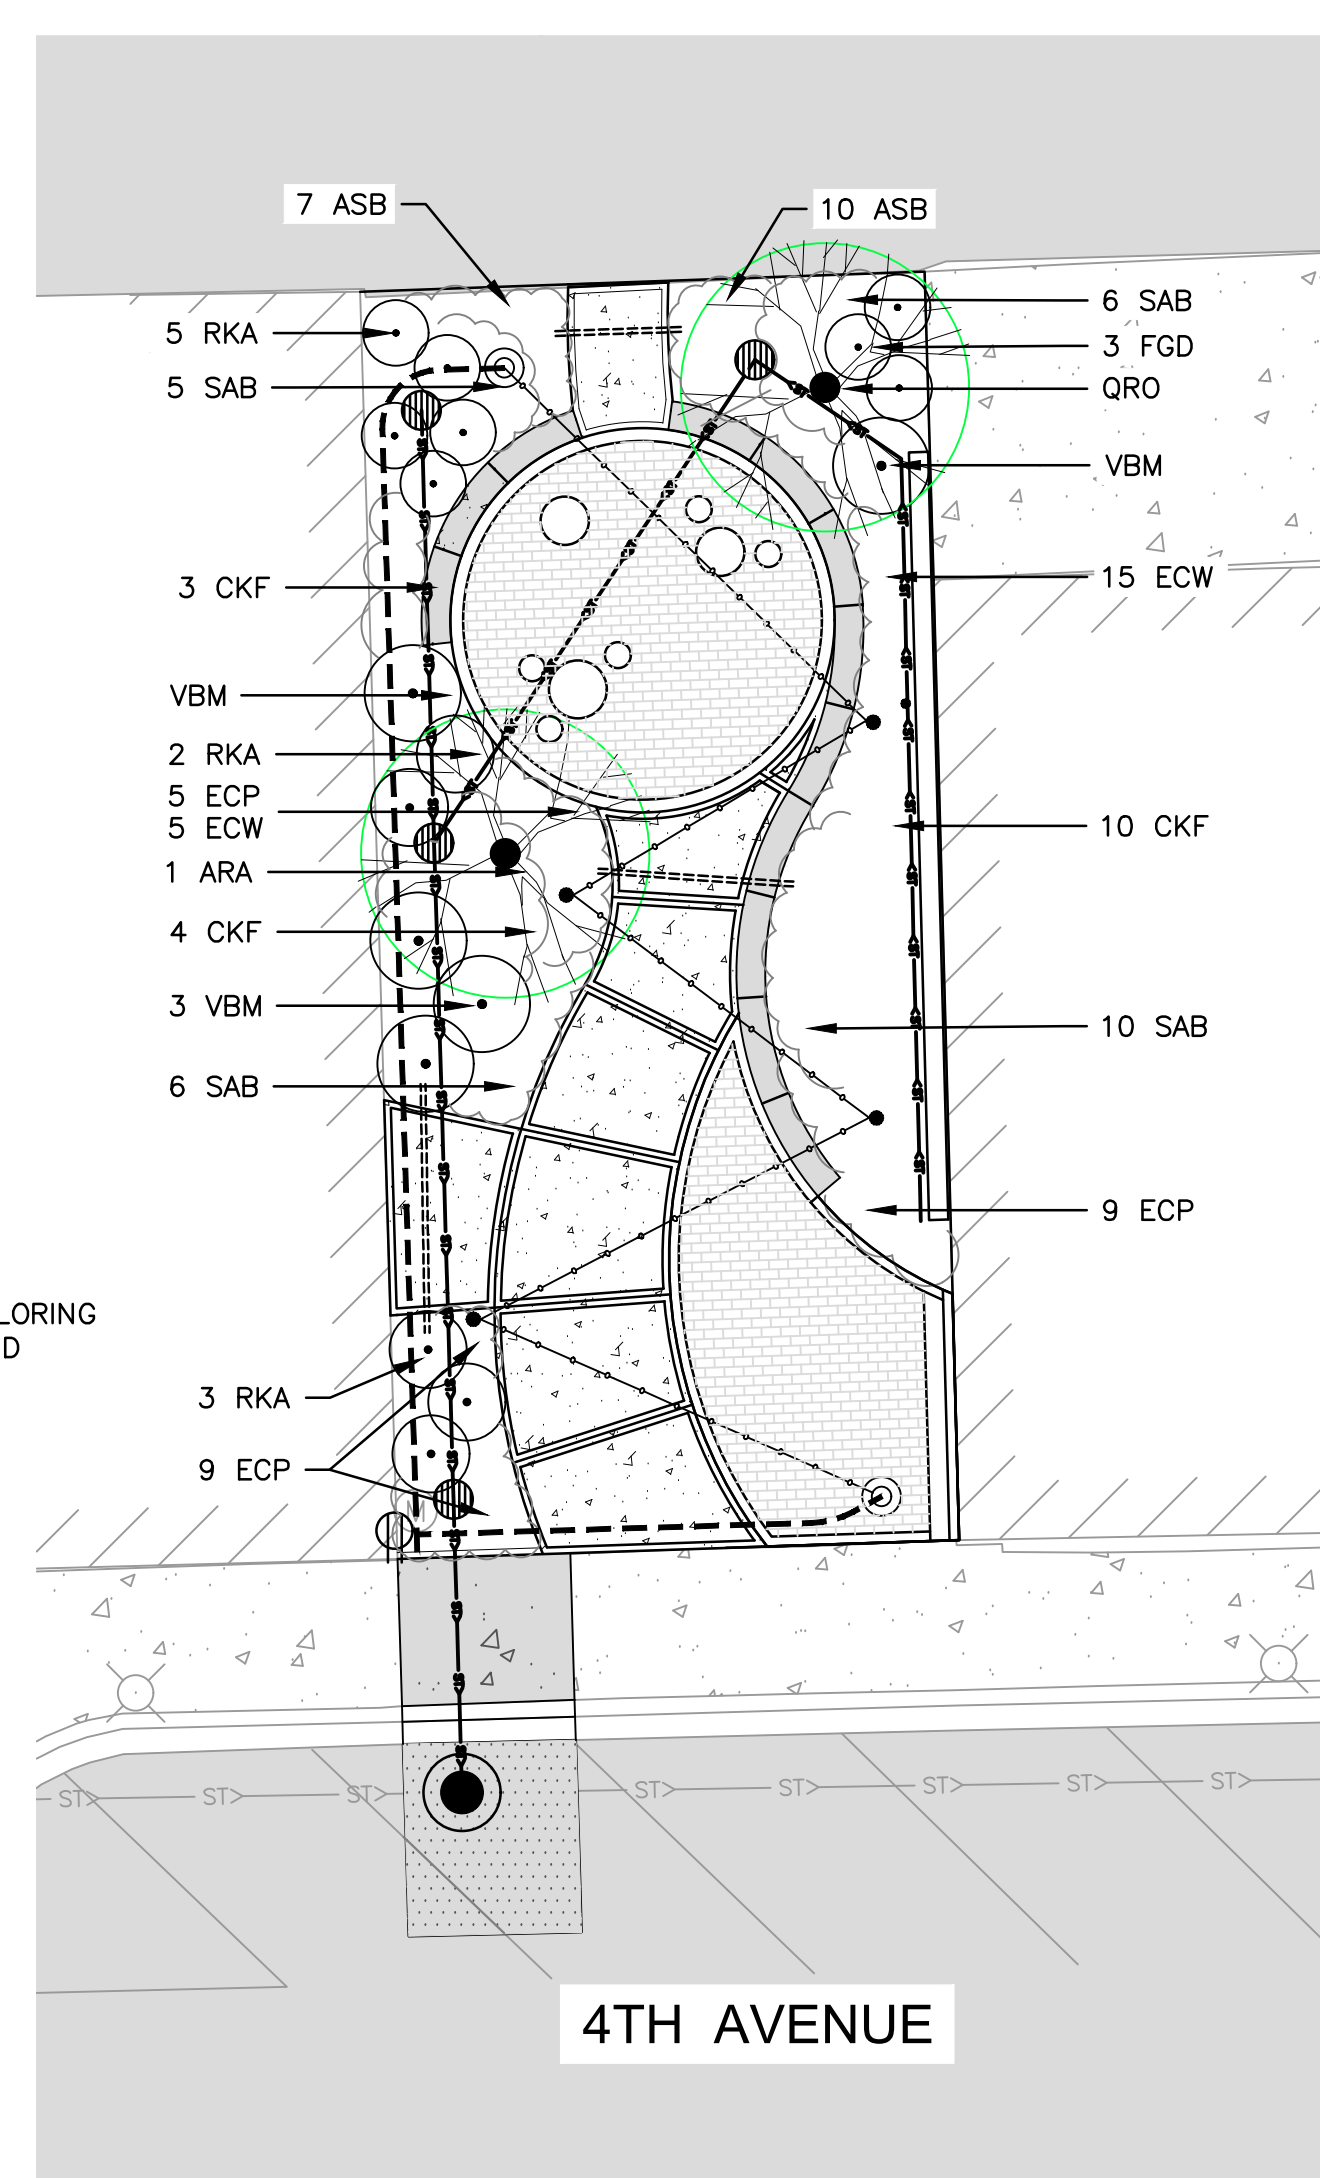 7 ASB
10 ASB
5 RKA
5 SAB
6 SAB
3 FGD
QRO
VBM
3 CKF
15 ECW
VBM
2 RKA
5 ECP
5 ECW
1 ARA
10 CKF
4 CKF
3 VBM
10 SAB
6 SAB
9 ECP
LORING
D
3 RKA
9 ECP
M
ST> ST> ST> ST> ST> ST> ST> ST>
4TH AVENUE